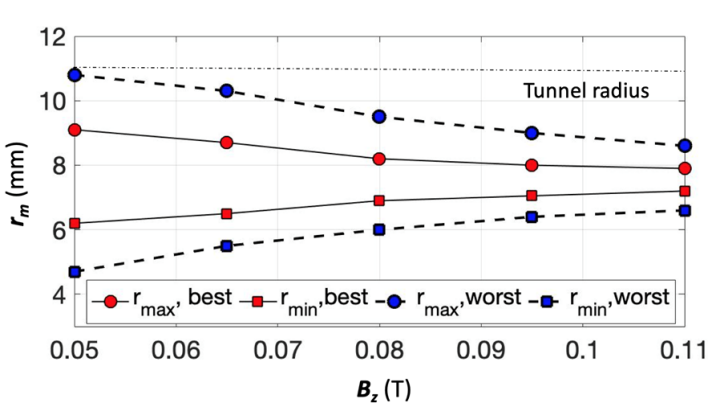 12
Tunnel radius
10
8
6
4
r_m (mm)
r_max, best r_min,best r_max,worst r_min,worst
0.05 0.06 0.07 0.08 0.09 0.1 0.11
B_z (T)